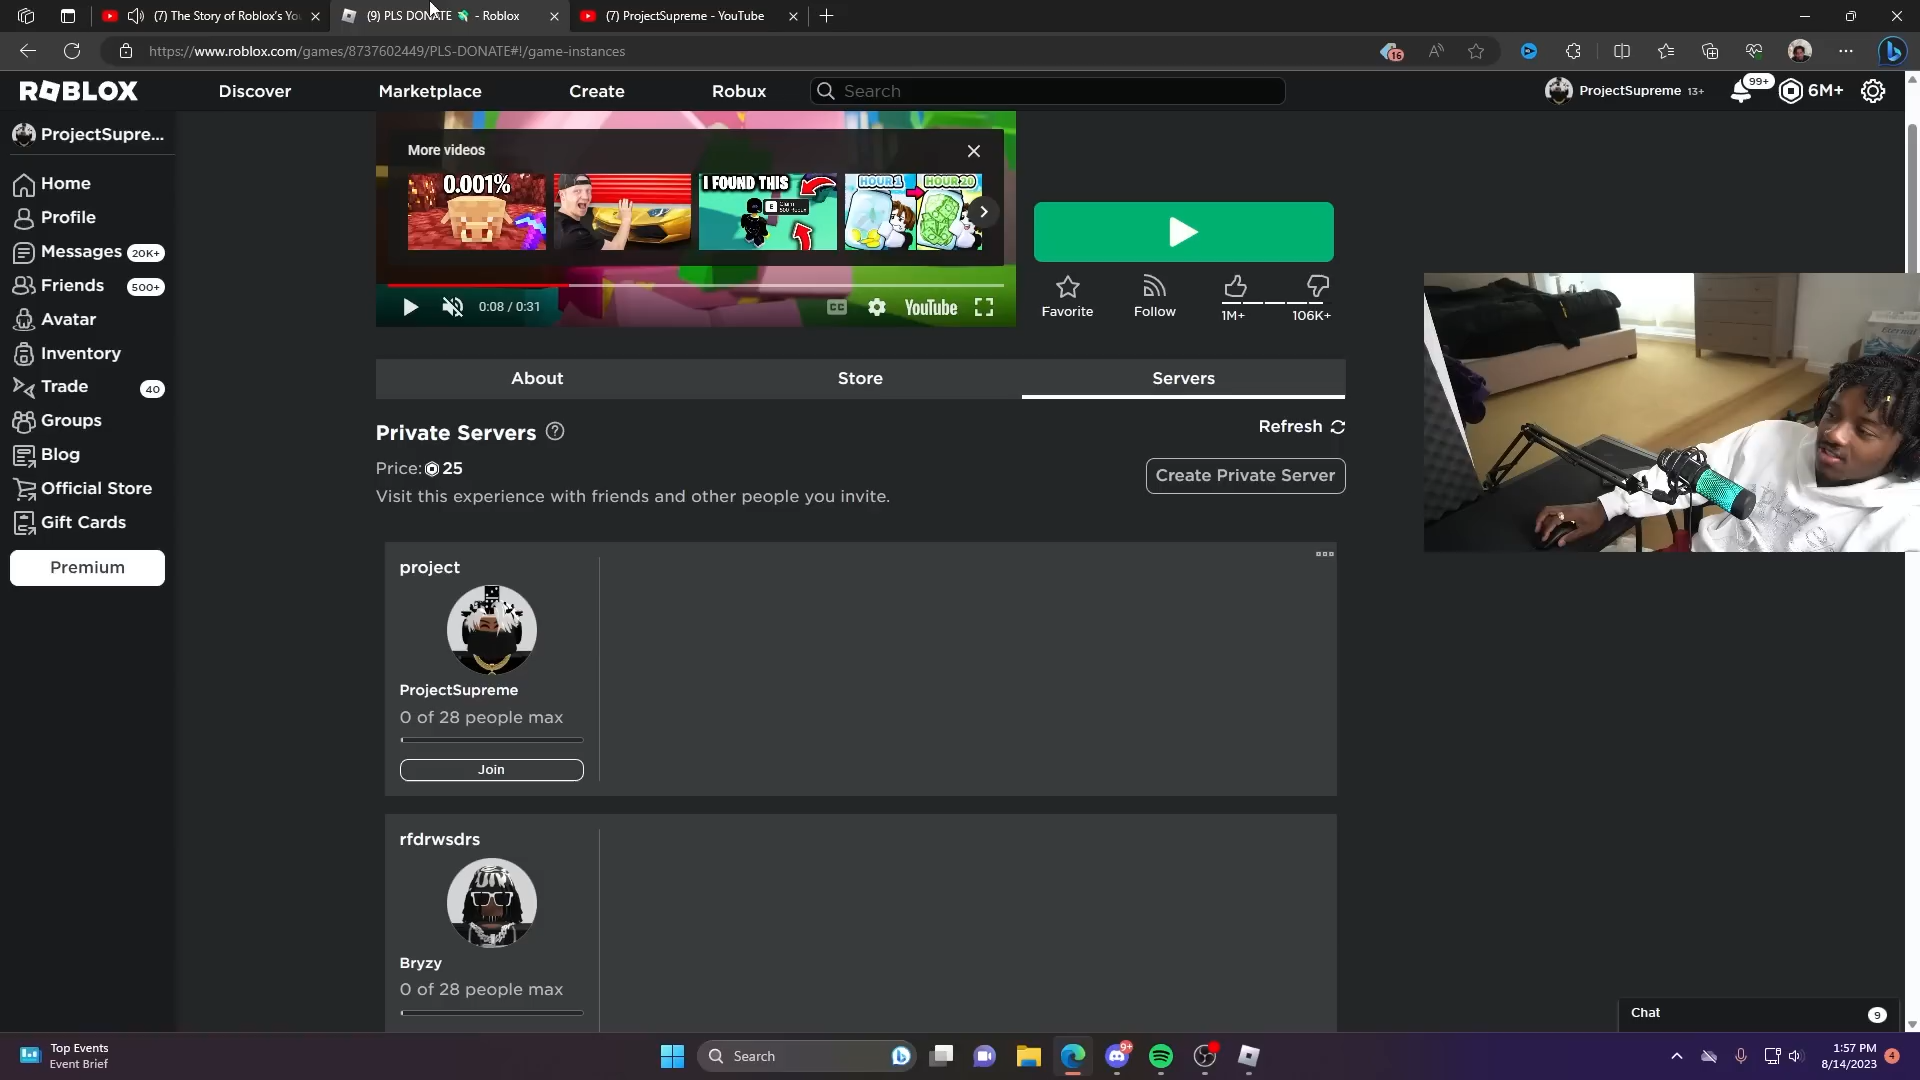 (7) The Story of Roblox's Yo
(9) PLS DONATE - Roblox
(7) ProjectSupreme - YouTube
https://www.roblox.com/games/8737602449/PLS-DONATE#!/game-instances
16
ROBLOX
Discover
Marketplace
Create
Robux
Search
ProjectSupreme 13+
99+
6M+
ProjectSupre...
Home
Profile
Messages 20K+
Friends 500+
Avatar
Inventory
Trade 40
Groups
Blog
Official Store
Gift Cards
Premium
More videos
0.001%
I FOUND THIS
HOUR 1
HOUR 20
0:08 / 0:31
CC
YouTube
Favorite
Follow
1M+
106K+
About
Store
Servers
Private Servers
Refresh
Price: 25
Visit this experience with friends and other people you invite.
Create Private Server
project
ProjectSupreme
0 of 28 people max
Join
rfdrwsdrs
Bryzy
0 of 28 people max
Chat
9
Top Events
Event Brief
Search
9+
1:57 PM
8/14/2023
4